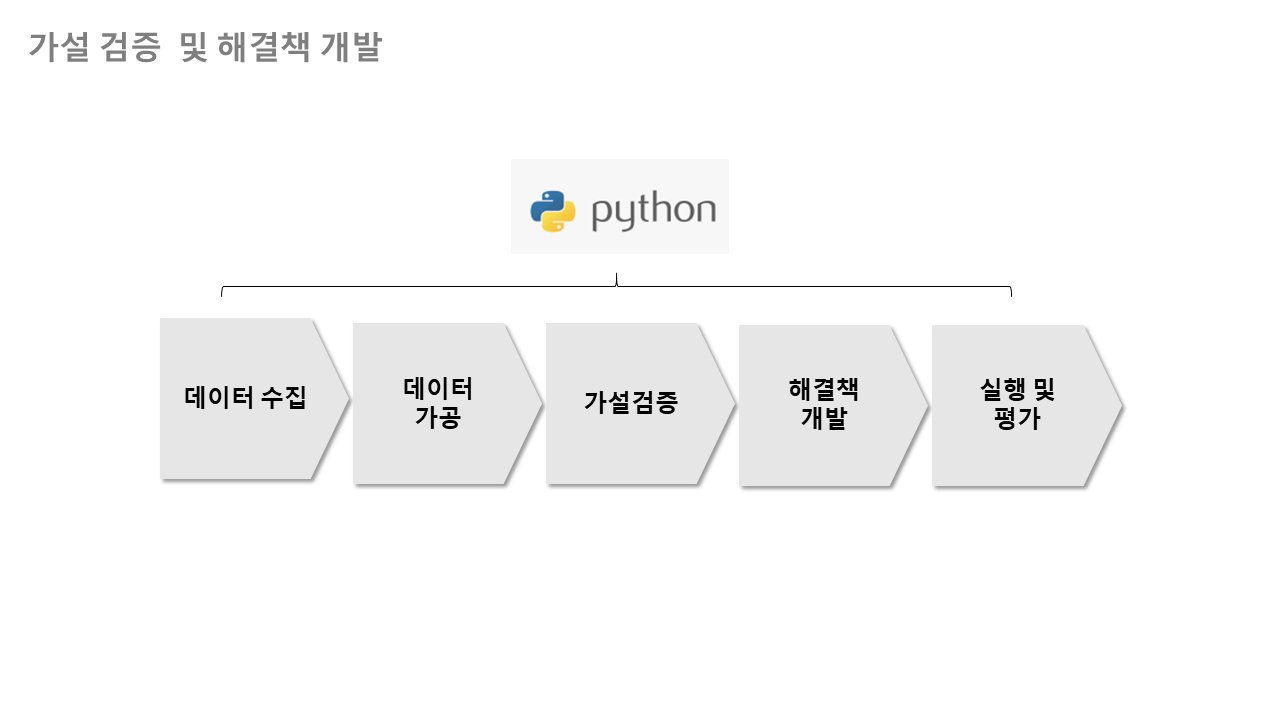 가설 검증 및 해결책 개발
python
데이터 수집
데이터
가공
가설검증
해결책
개발
실행 및
평가